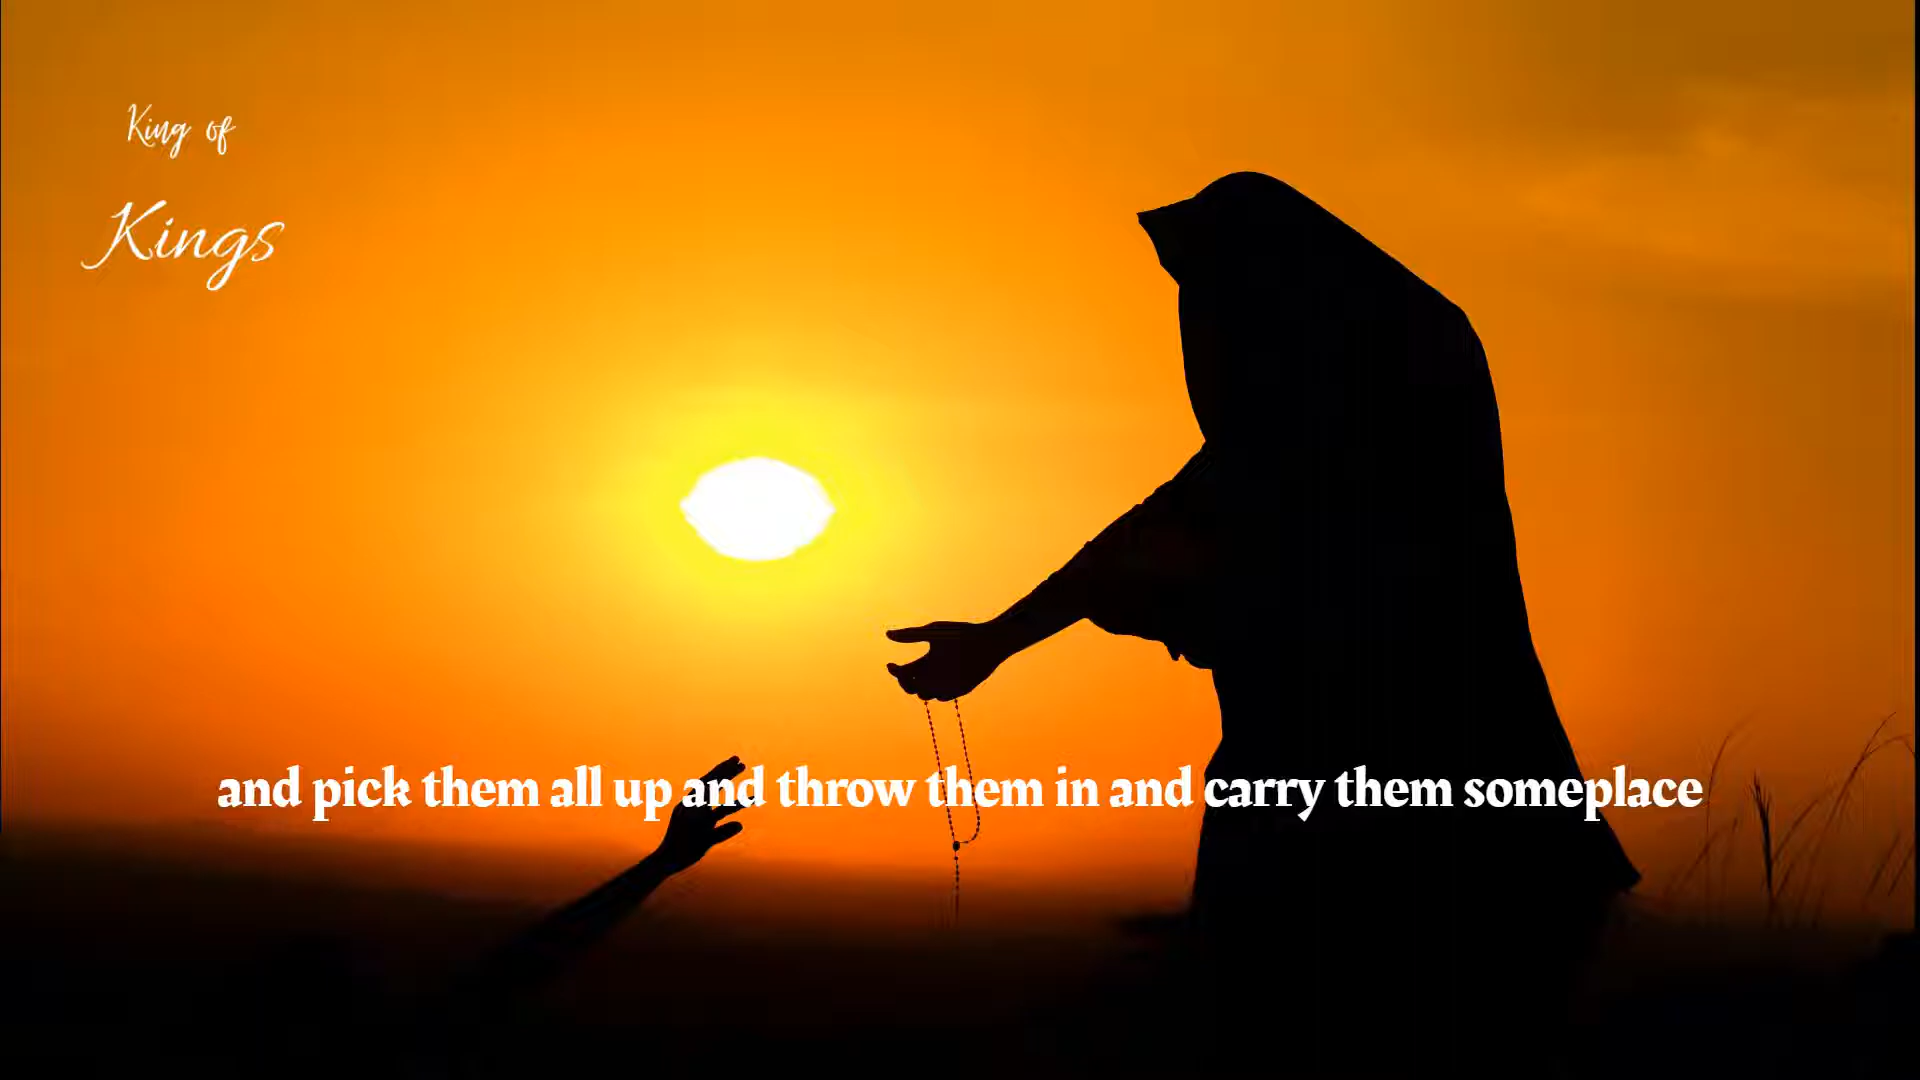 King of
Kings
and pick them all up and throw them in and carry them someplace